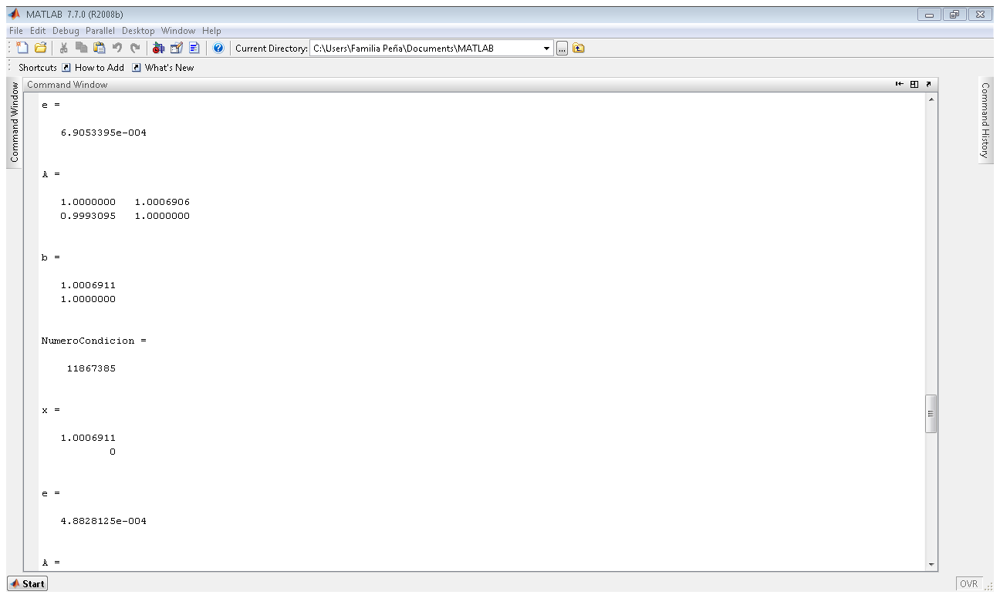 MATLAB 7.7.0 (R2008b)
File Edit Debug Parallel Desktop Window Help
Current Directory: C:\Users\Familia Peña\Documents\MATLAB ...
Shortcuts How to Add What's New
Command Window
Command Window
Command History
e =
6.9053395e-004
A =
1.0000000 1.0006906
0.9993095 1.0000000
b =
1.0006911
1.0000000
NumeroCondicion =
11867385
x =
1.0006911
0
e =
4.8828125e-004
A =
Start
OVR